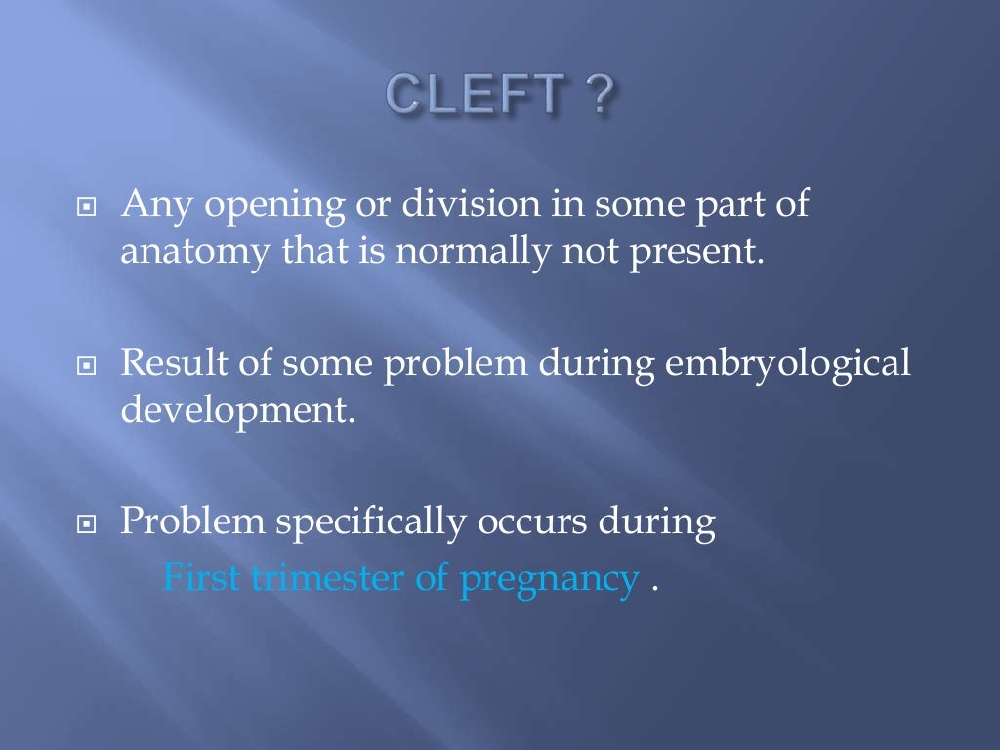 CLEFT ?
Any opening or division in some part of
anatomy that is normally not present.
Result of some problem during embryological
development.
Problem specifically occurs during
First trimester of pregnancy .